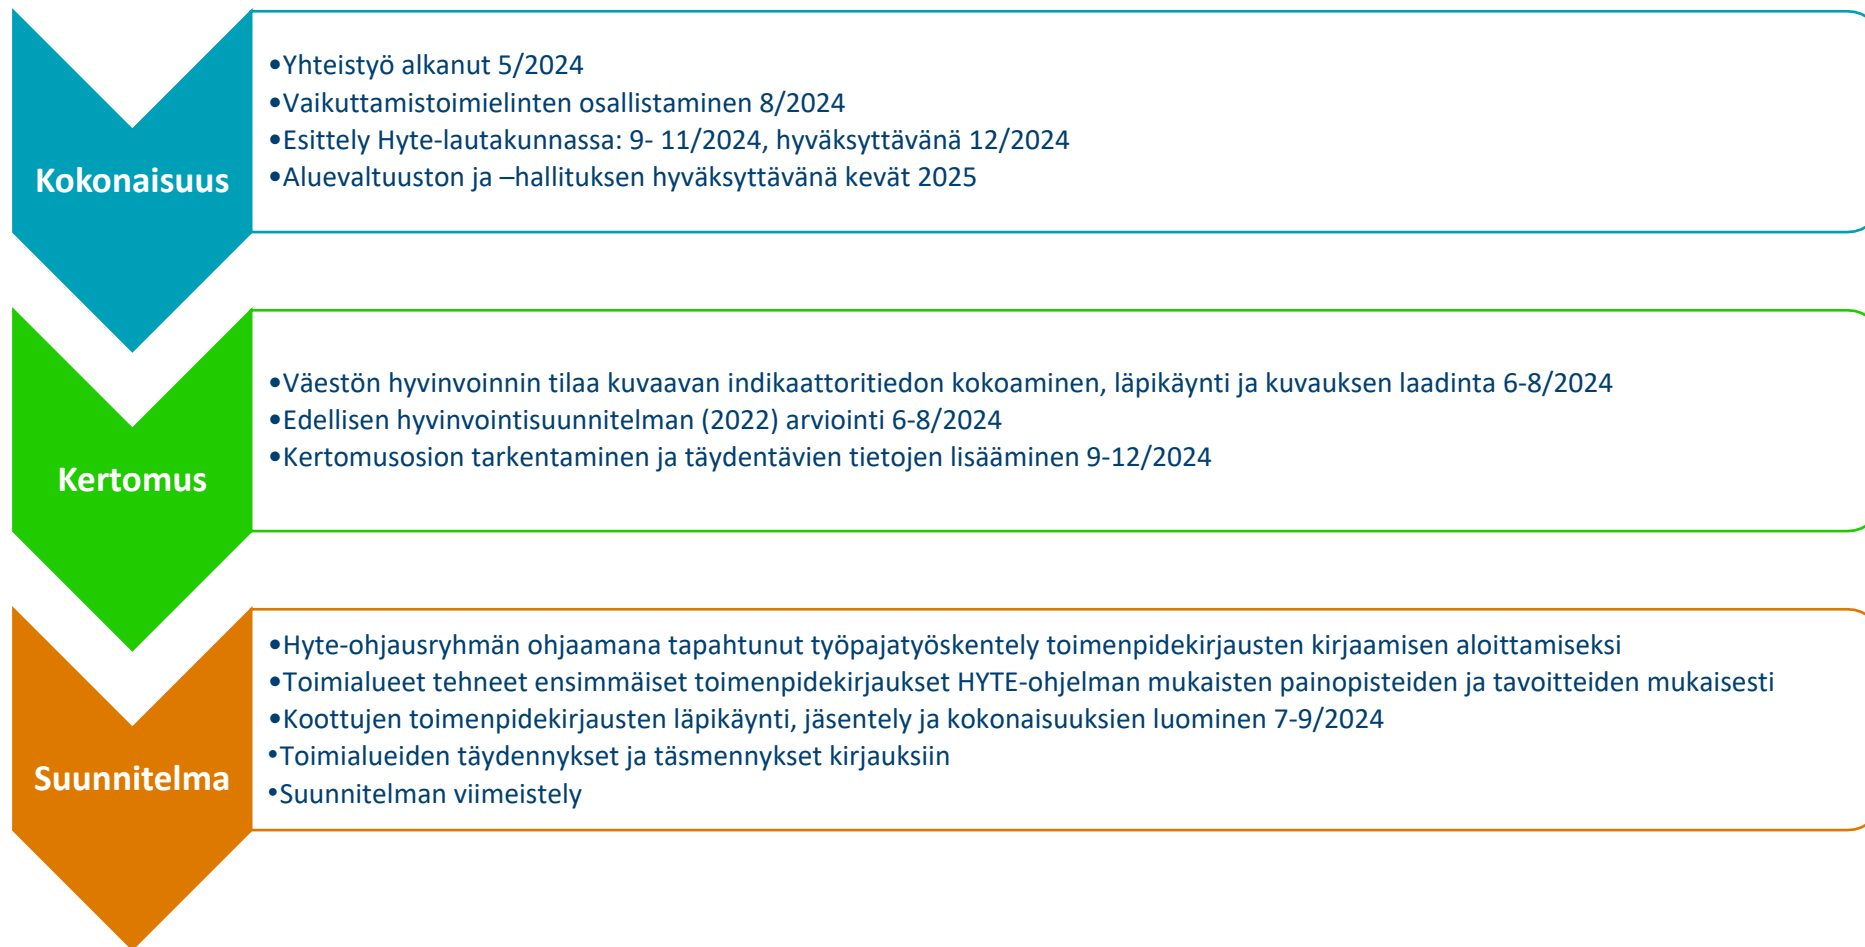 Kokonaisuus
•Yhteistyö alkanut 5/2024
•Vaikuttamistoimielinten osallistaminen 8/2024
•Esittely Hyte-lautakunnassa: 9- 11/2024, hyväksyttävänä 12/2024
•Aluevaltuuston ja –hallituksen hyväksyttävänä kevät 2025
Kertomus
•Väestön hyvinvoinnin tilaa kuvaavan indikaattoritiedon kokoaminen, läpikäynti ja kuvauksen laadinta 6-8/2024
•Edellisen hyvinvointisuunnitelman (2022) arviointi 6-8/2024
•Kertomusosion tarkentaminen ja täydentävien tietojen lisääminen 9-12/2024
Suunnitelma
•Hyte-ohjausryhmän ohjaamana tapahtunut työpajatyöskentely toimenpidekirjausten kirjaamisen aloittamiseksi
•Toimialueet tehneet ensimmäiset toimenpidekirjaukset HYTE-ohjelman mukaisten painopisteiden ja tavoitteiden mukaisesti
•Koottujen toimenpidekirjausten läpikäynti, jäsentely ja kokonaisuuksien luominen 7-9/2024
•Toimialueiden täydennykset ja täsmennykset kirjauksiin
•Suunnitelman viimeistely